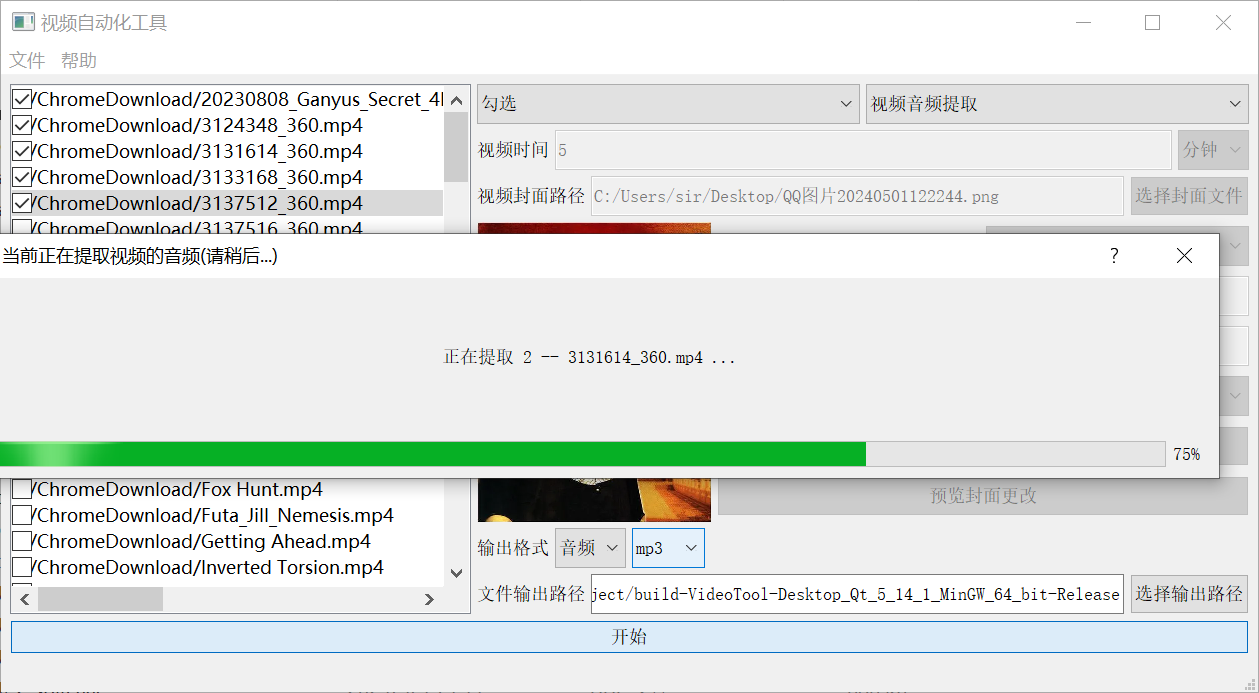 视频自动化工具
文件 帮助
/ChromeDownload/20230808_Ganyus_Secret_4
/ChromeDownload/3124348_360.mp4
/ChromeDownload/3131614_360.mp4
/ChromeDownload/3133168_360.mp4
/ChromeDownload/3137512_360.mp4
/ChromeDownload/3137516_360.mp4
勾选 视频音频提取
视频时间 5 分钟
视频封面路径 C:/Users/sir/Desktop/QQ图片20240501122244.png 选择封面文件
当前正在提取视频的音频(请稍后...) ?
正在提取 2 -- 3131614_360.mp4 ...
75%
/ChromeDownload/Fox Hunt.mp4
/ChromeDownload/Futa_Jill_Nemesis.mp4
/ChromeDownload/Getting Ahead.mp4
/ChromeDownload/Inverted Torsion.mp4
预览封面更改
输出格式 音频 mp3
文件输出路径 ject/build-VideoTool-Desktop_Qt_5_14_1_MinGW_64_bit-Release 选择输出路径
开始